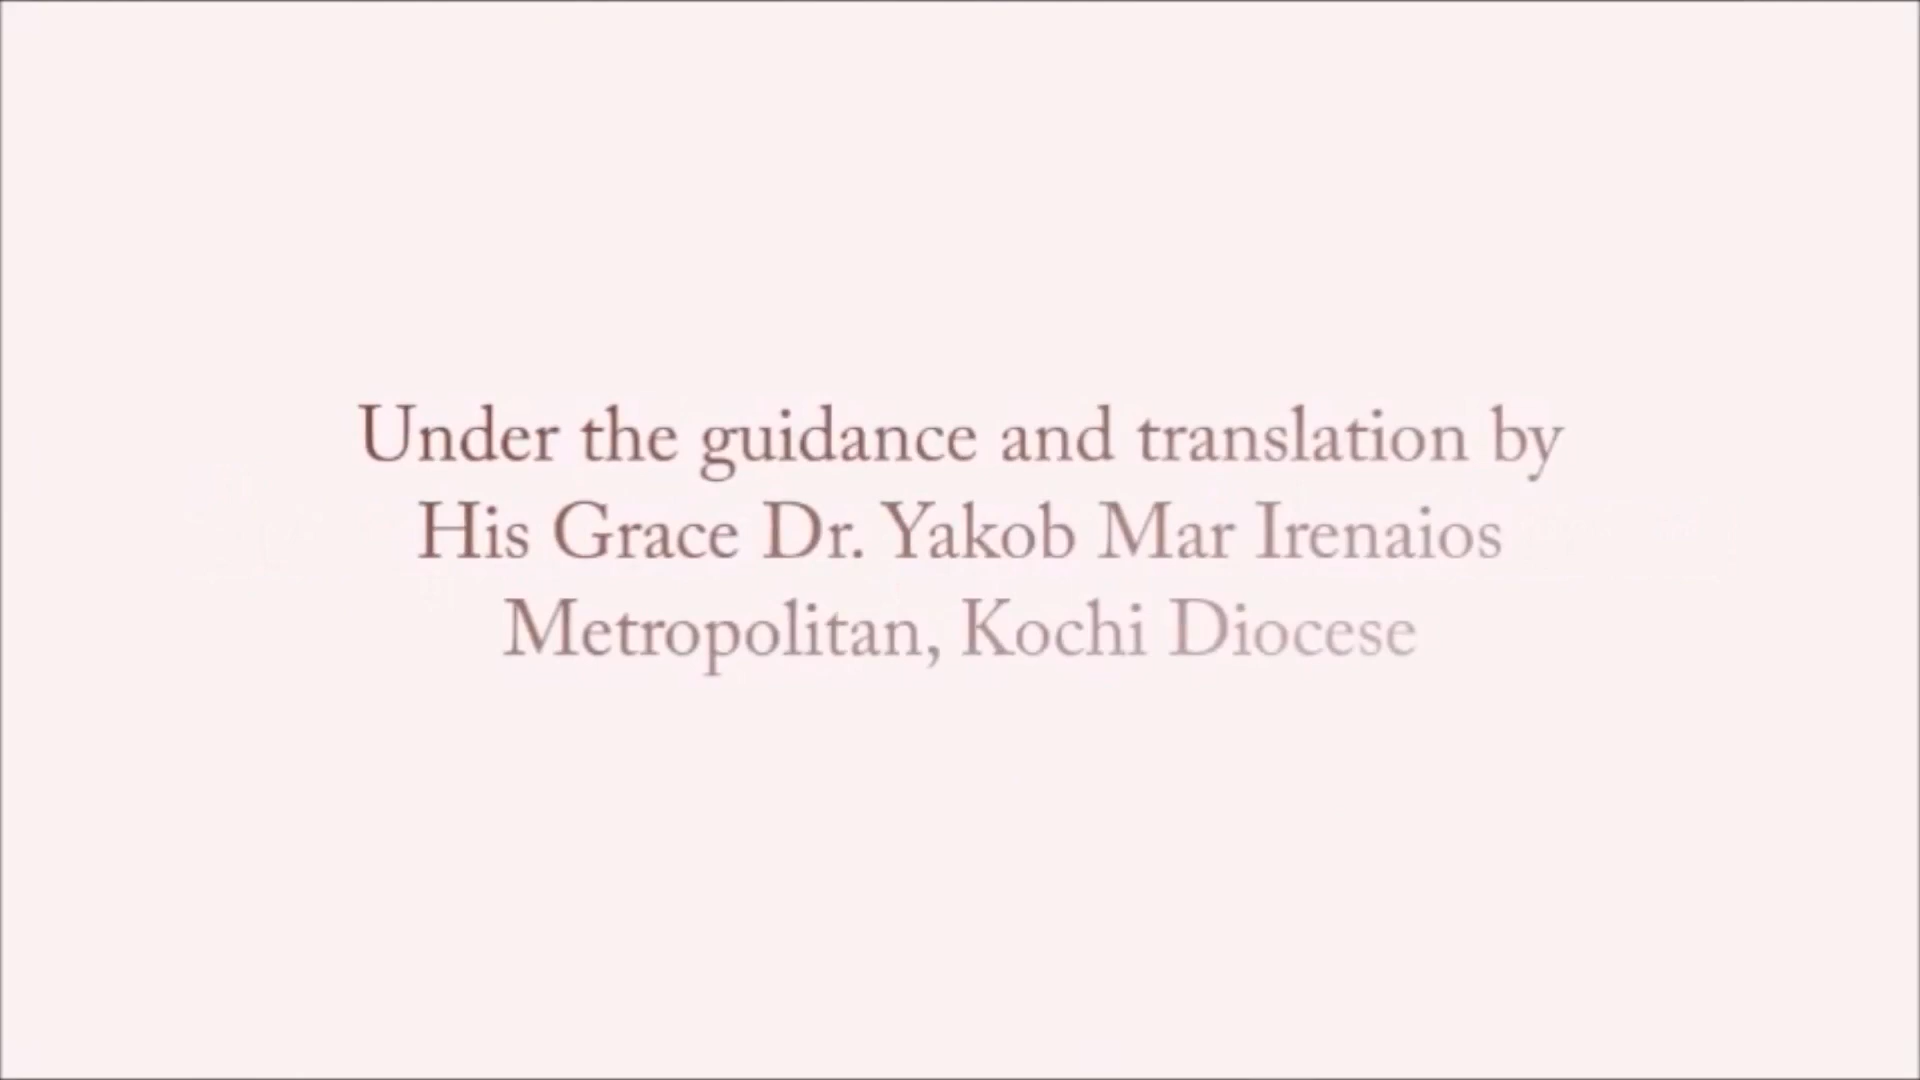 Under the guidance and translation by
His Grace Dr. Yakob Mar Irenaios
Metropolitan, Kochi Diocese